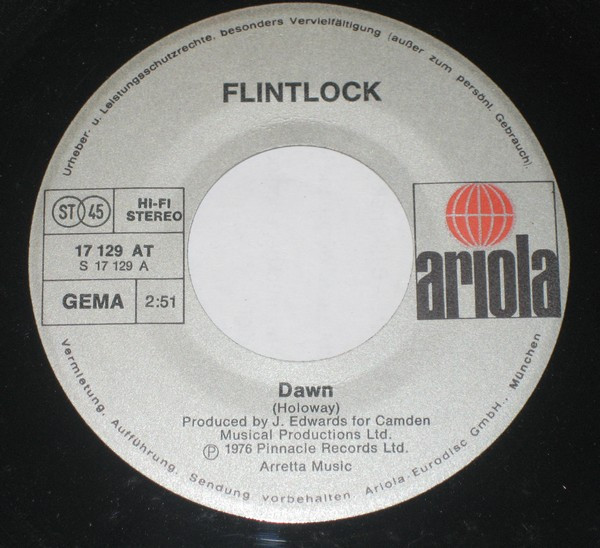 Urheber- u. Leistungsschutzrechte, besonders Vervielfältigung (außer zum persönl. Gebrauch),
FLINTLOCK
ST 45
HI-FI
STEREO
17 129 AT
S 17 129 A
GEMA
2:51
ariola
Dawn
(Holoway)
Produced by J. Edwards for Camden
Musical Productions Ltd.
Ⓟ 1976 Pinnacle Records Ltd.
Arretta Music
Vermietung, Aufführung, Sendung vorbehalten Ariola-Eurodisc GmbH., München